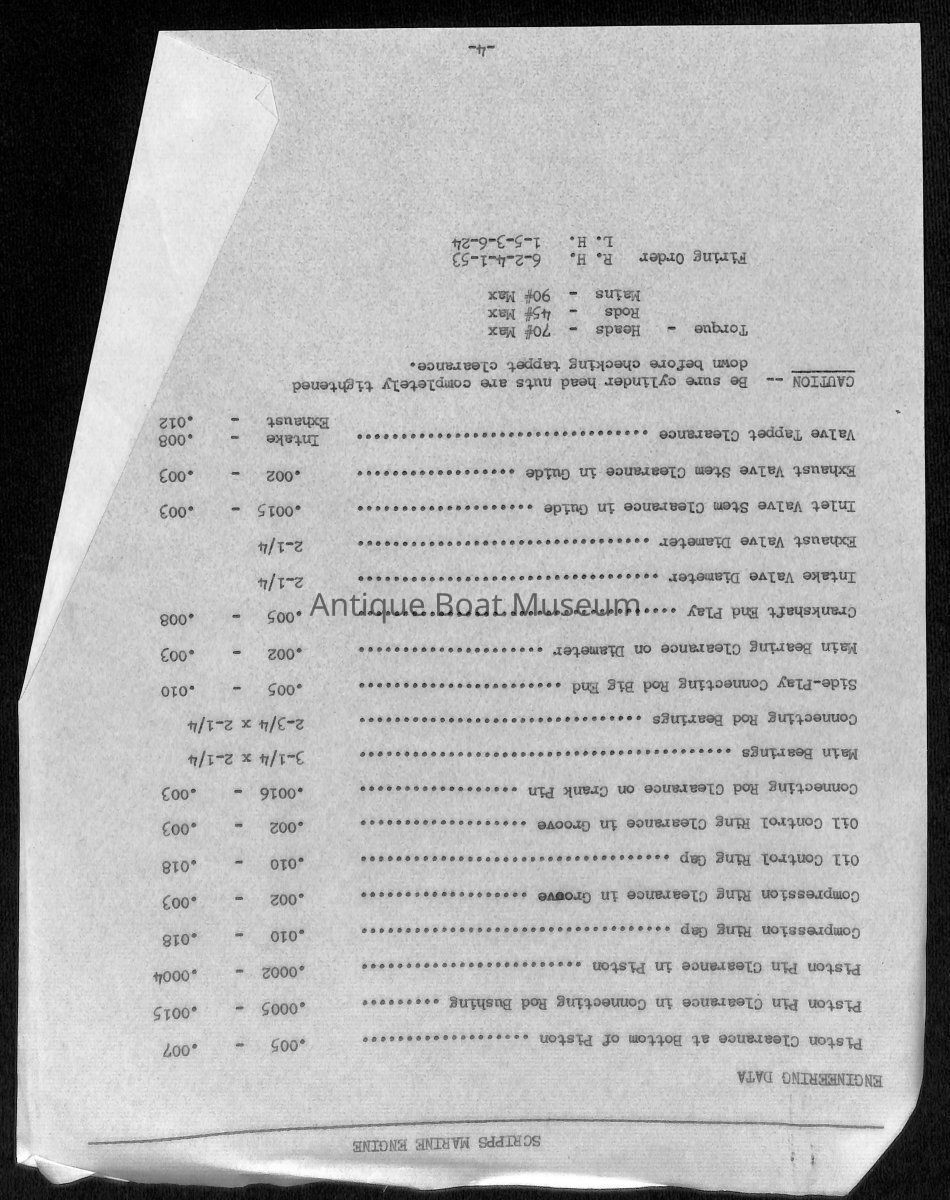 SCRIPPS MARINE ENGINE
ENGINEERING DATA
Piston Clearance at Bottom of Piston ................... .005 - .007
Piston Pin Clearance in Connecting Rod Bushing ......... .0005 - .0015
Piston Pin Clearance in Piston ......................... .0002 - .0004
Compression Ring Gap ................................... .010 - .018
Compression Ring Clearance in Groove ................... .002 - .003
Oil Control Ring Gap ................................... .010 - .018
Oil Control Ring Clearance in Groove ................... .002 - .003
Connecting Rod Clearance on Crank Pin .................. .0016 - .003
Main Bearings .......................................... 3-1/4 x 2-1/4
Connecting Rod Bearings ................................ 2-3/4 x 2-1/4
Side-Play Connecting Rod Big End ....................... .005 - .010
Main Bearing Clearance on Diameter ..................... .002 - .003
Crankshaft End Play .................................... .005 - .008
Intake Valve Diameter .................................. 2-1/4
Exhaust Valve Diameter ................................. 2-1/4
Inlet Valve Stem Clearance in Guide .................... .0015 - .003
Exhaust Valve Stem Clearance in Guide .................. .002 - .003
Valve Tappet Clearance ................................. Intake - .008
Exhaust - .012
CAUTION -- Be sure cylinder head nuts are completely tightened
down before checking tappet clearance.
Torque - Heads - 70# Max
Rods - 45# Max
Mains - 90# Max
Firing Order R. H. 6-2-4-1-53
L. H. 1-5-3-6-24
-4-
Antique Boat Museum